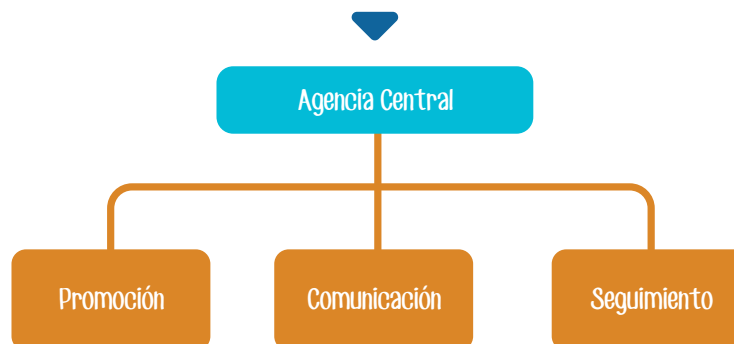 Agencia Central
Promoción
Comunicación
Seguimiento